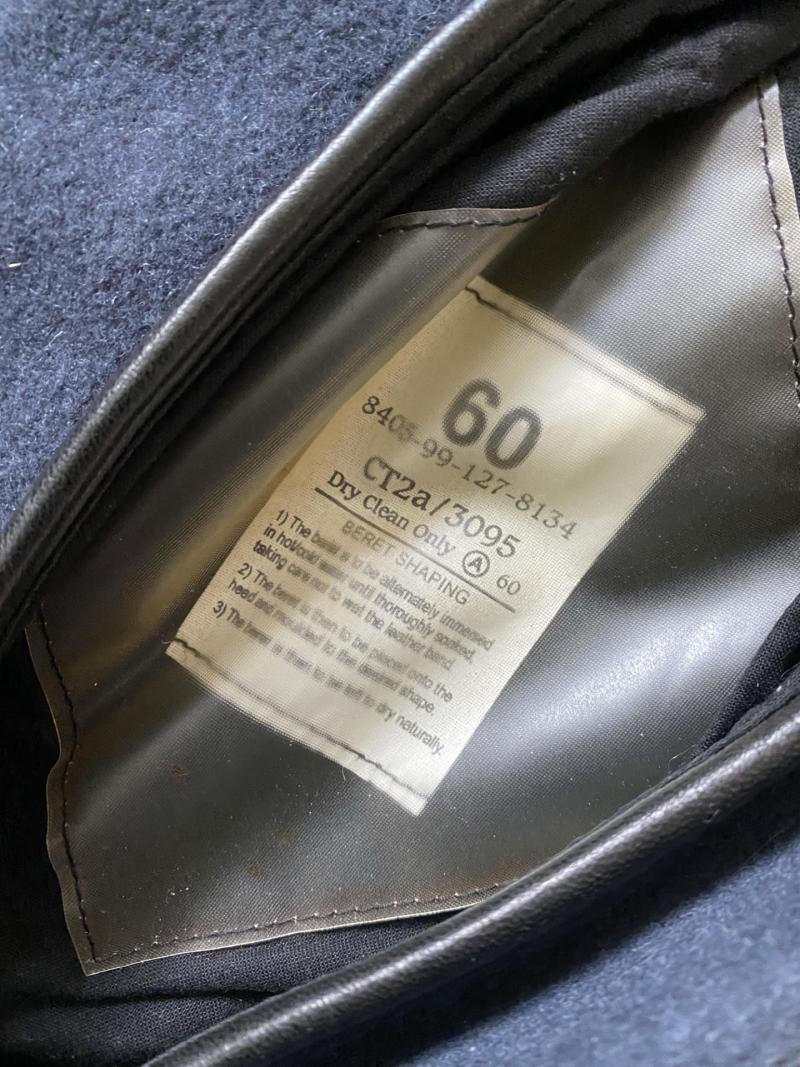 60
8405-99-127-8134
CT2a/3095
Dry clean Only Ⓐ 60
BERET SHAPING
1) The beret is to be alternately immersed
in hot/cold water until thoroughly soaked,
taking care not to wet the leather band.
2) The beret is then to be placed onto the
head and moulded to the desired shape.
3) The beret is then to be left to dry naturally.